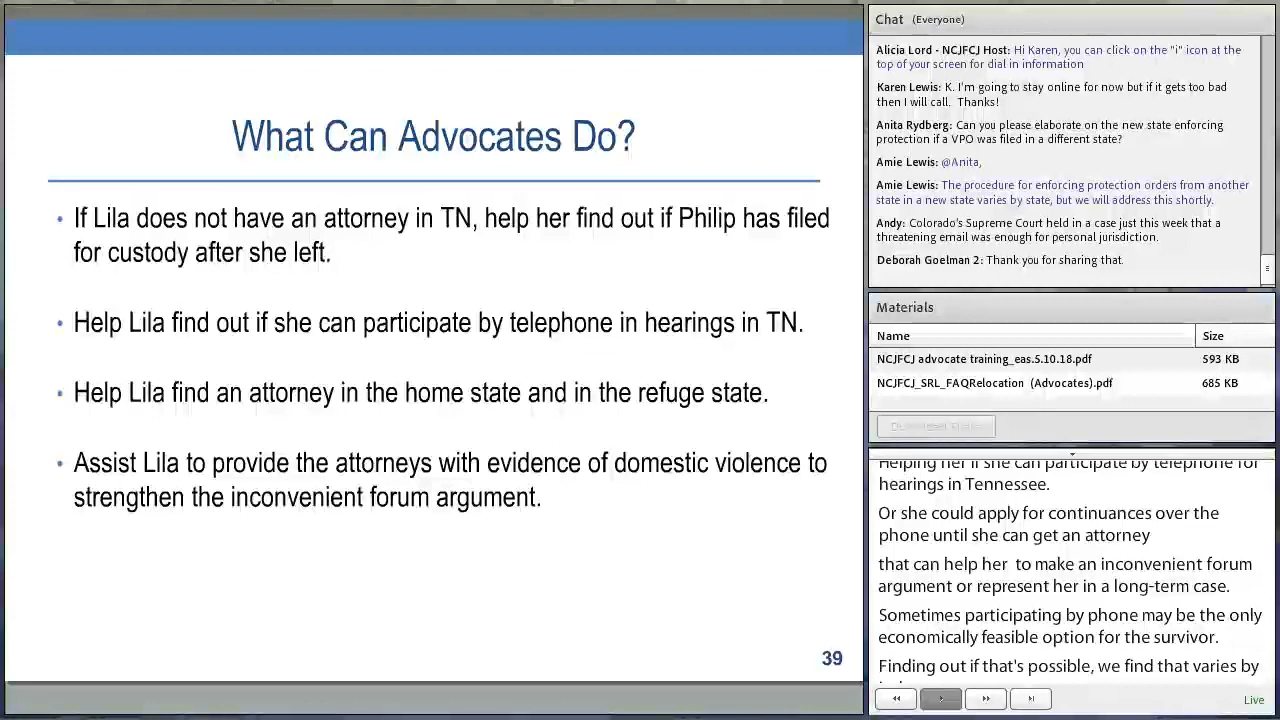 What Can Advocates Do?
• If Lila does not have an attorney in TN, help her find out if Philip has filed
for custody after she left.
• Help Lila find out if she can participate by telephone in hearings in TN.
• Help Lila find an attorney in the home state and in the refuge state.
• Assist Lila to provide the attorneys with evidence of domestic violence to
strengthen the inconvenient forum argument.
39
Chat (Everyone)
Alicia Lord - NCJFCJ Host: Hi Karen, you can click on the "i" icon at the
top of your screen for dial in information
Karen Lewis: K. I'm going to stay online for now but if it gets too bad
then I will call. Thanks!
Anita Rydberg: Can you please elaborate on the new state enforcing
protection if a VPO was filed in a different state?
Amie Lewis: @Anita,
Amie Lewis: The procedure for enforcing protection orders from another
state in a new state varies by state, but we will address this shortly.
Andy: Colorado's Supreme Court held in a case just this week that a
threatening email was enough for personal jurisdiction.
Deborah Goelman 2: Thank you for sharing that.
Materials
Name Size
NCJFCJ advocate training_eas.5.10.18.pdf 593 KB
NCJFCJ_SRL_FAQRelocation (Advocates).pdf 685 KB
Helping her if she can participate by telephone for
hearings in Tennessee.
Or she could apply for continuances over the
phone until she can get an attorney
that can help her to make an inconvenient forum
argument or represent her in a long-term case.
Sometimes participating by phone may be the only
economically feasible option for the survivor.
Finding out if that's possible, we find that varies by
Live